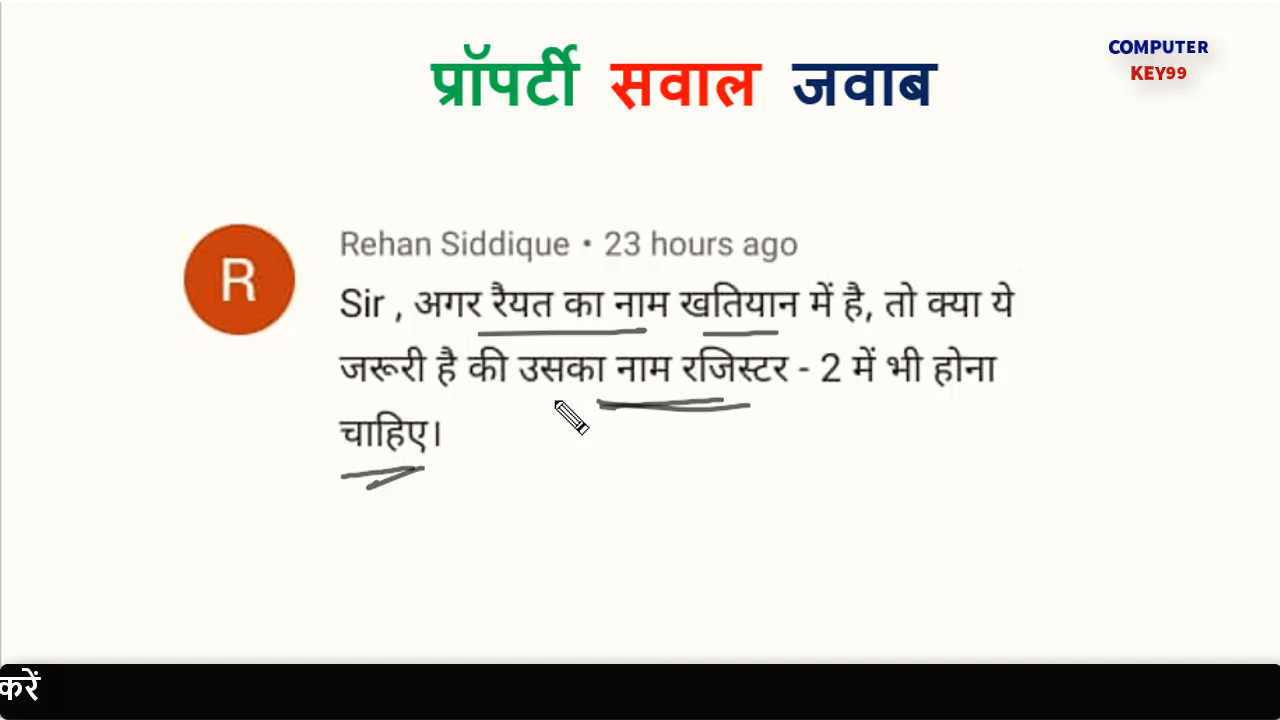 प्रॉपर्टी सवाल जवाब
COMPUTER
KEY99
R
Rehan Siddique • 23 hours ago
Sir , अगर रैयत का नाम खतियान में है, तो क्या ये
जरूरी है की उसका नाम रजिस्टर - 2 में भी होना
चाहिए।
करें